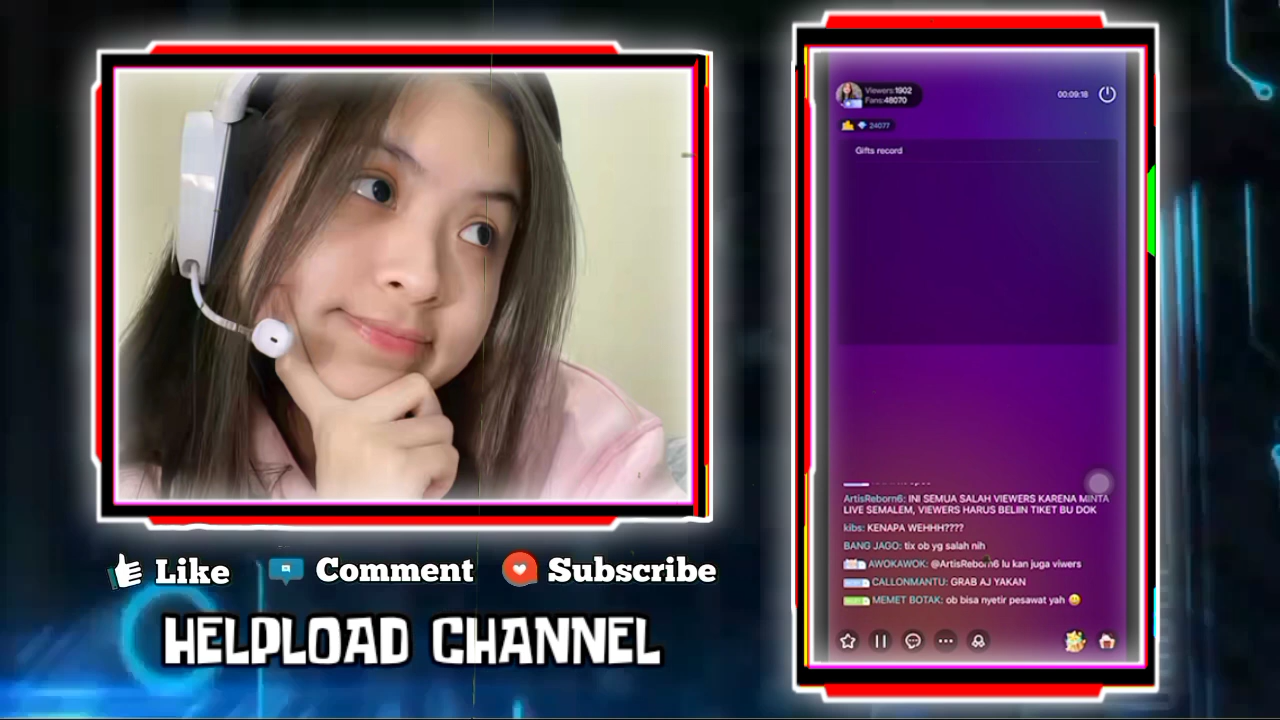 Like
Comment
Subscribe
HELPLOAD CHANNEL
Viewers:1902
Fans:48070
00:09:18
24077
Gifts record
ArtisReborn6: INI SEMUA SALAH VIEWERS KARENA MINTA
LIVE SEMALEM, VIEWERS HARUS BELIIN TIKET BU DOK
kibs: KENAPA WEHHH????
BANG JAGO: tix ob yg salah nih
AWOKAWOK: @ArtisReborn6 lu kan juga viwers
CALLONMANTU: GRAB AJ YAKAN
MEMET BOTAK: ob bisa nyetir pesawat yah 😀